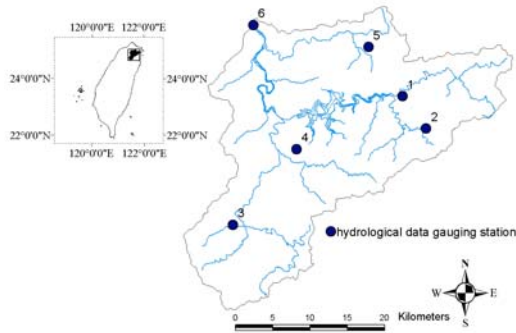 120°0'0"E 122°0'0"E
24°0'0"N
22°0'0"N
120°0'0"E 122°0'0"E
24°0'0"N
22°0'0"N
6
5
1
2
4
3
hydrological data gauging station
N
W E
S
0 5 10 15 20 Kilometers